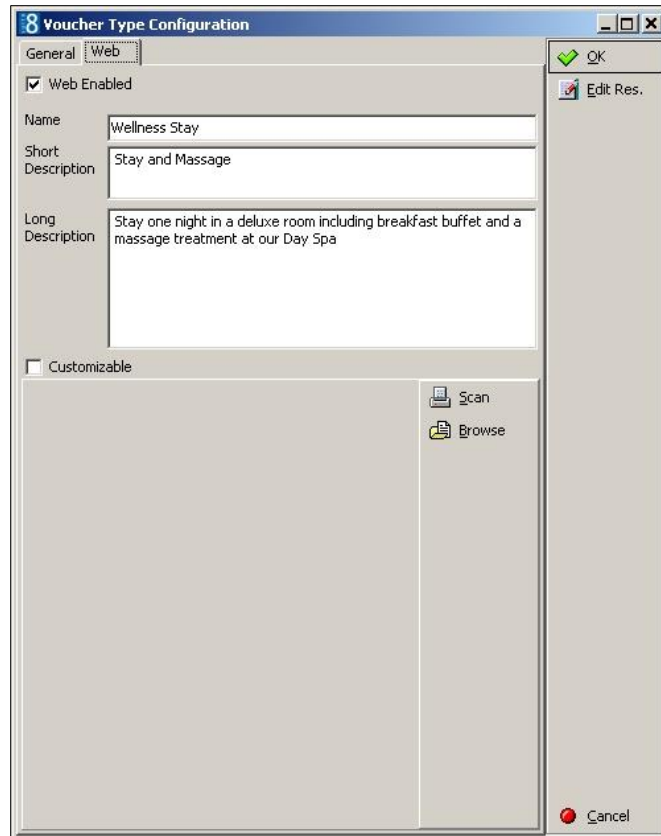 8 Voucher Type Configuration
General Web
OK
Edit Res.
Web Enabled
Name
Wellness Stay
Short
Description
Stay and Massage
Long
Description
Stay one night in a deluxe room including breakfast buffet and a
massage treatment at our Day Spa
Customizable
Scan
Browse
Cancel